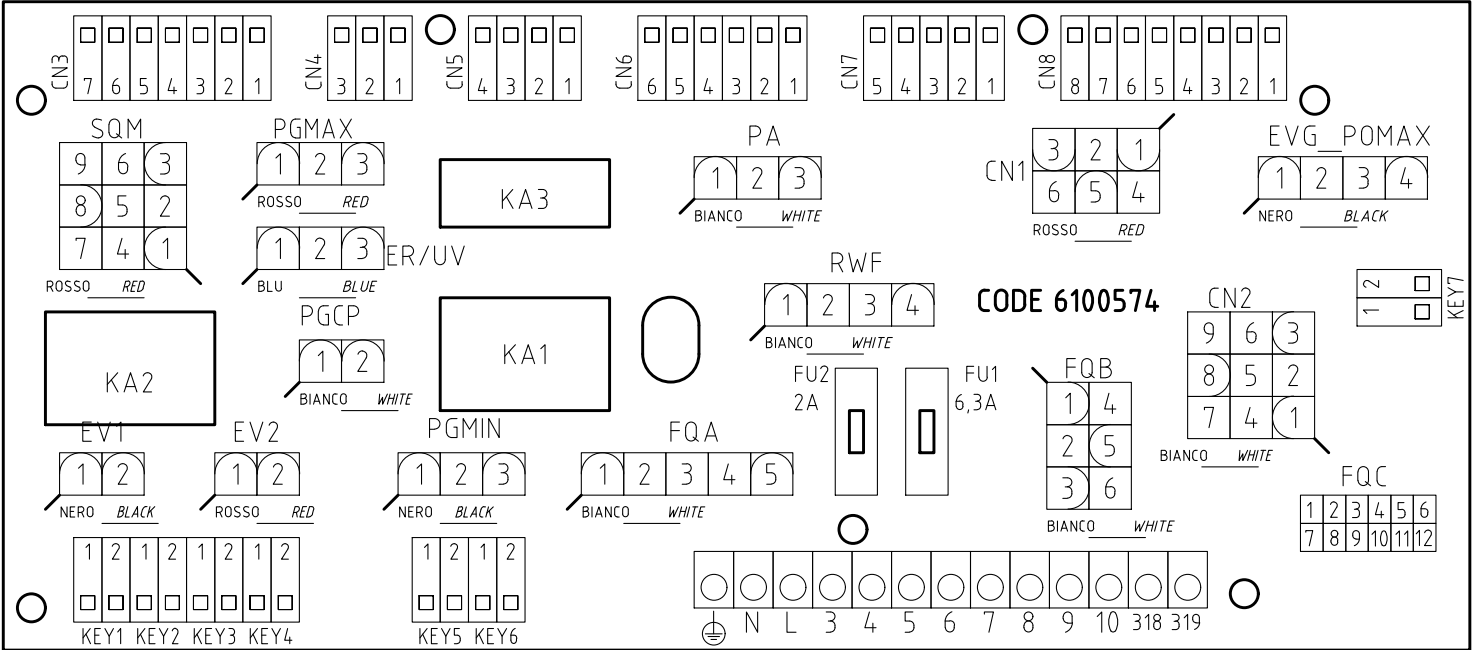 CN3
7 6 5 4 3 2 1
CN4
3 2 1
CN5
4 3 2 1
CN6
6 5 4 3 2 1
CN7
5 4 3 2 1
CN8
8 7 6 5 4 3 2 1
SQM
9 6 3
8 5 2
7 4 1
ROSSO RED
PGMAX
1 2 3
ROSSO RED
1 2 3 ER/UV
BLU BLUE
PGCP
1 2
BIANCO WHITE
KA3
KA1
KA2
PA
1 2 3
BIANCO WHITE
CN1
3 2 1
6 5 4
ROSSO RED
EVG_POMAX
1 2 3 4
NERO BLACK
RWF
1 2 3 4
BIANCO WHITE
CODE 6100574
KEY7
2
1
CN2
9 6 3
8 5 2
7 4 1
BIANCO WHITE
FU2
2A
FU1
6,3A
FQB
1 4
2 5
3 6
BIANCO WHITE
EV1
1 2
NERO BLACK
EV2
1 2
ROSSO RED
PGMIN
1 2 3
NERO BLACK
FQA
1 2 3 4 5
BIANCO WHITE
FQC
1 2 3 4 5 6
7 8 9 10 11 12
1 2 1 2 1 2 1 2
KEY1 KEY2 KEY3 KEY4
1 2 1 2
KEY5 KEY6
N L 3 4 5 6 7 8 9 10 318 319